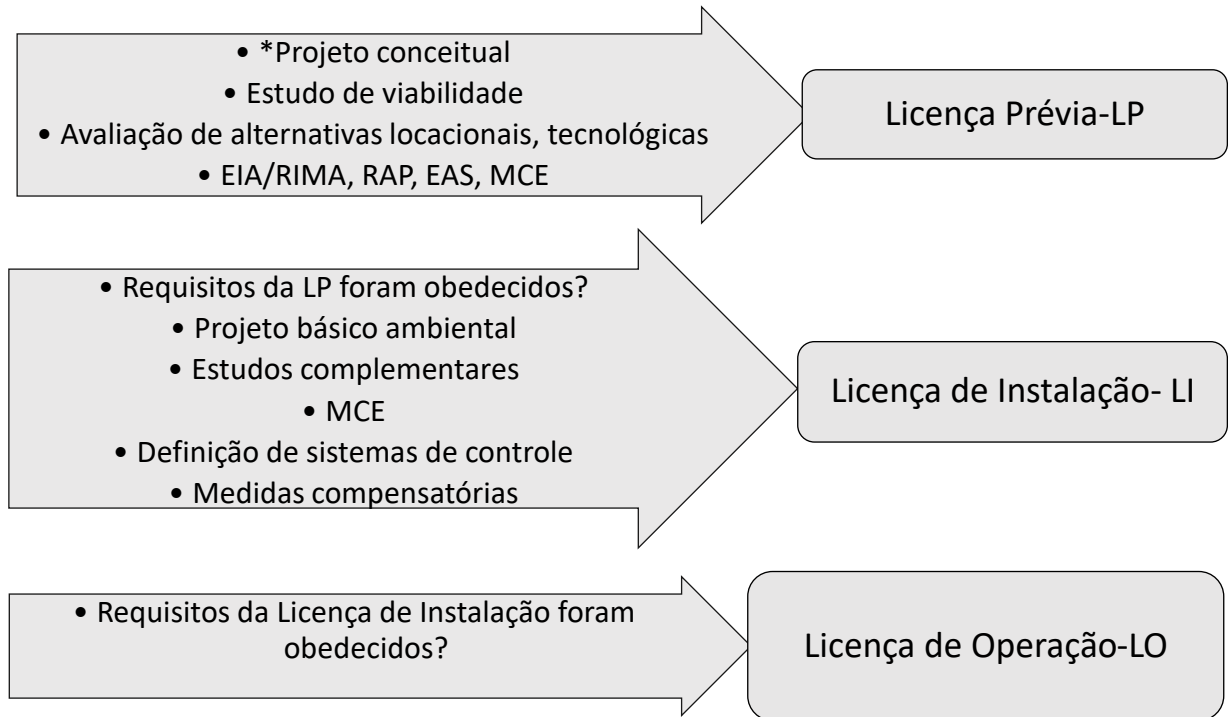 • *Projeto conceitual
• Estudo de viabilidade
• Avaliação de alternativas locacionais, tecnológicas
• EIA/RIMA, RAP, EAS, MCE
Licença Prévia-LP
• Requisitos da LP foram obedecidos?
• Projeto básico ambiental
• Estudos complementares
• MCE
• Definição de sistemas de controle
• Medidas compensatórias
Licença de Instalação- LI
• Requisitos da Licença de Instalação foram
obedecidos?
Licença de Operação-LO